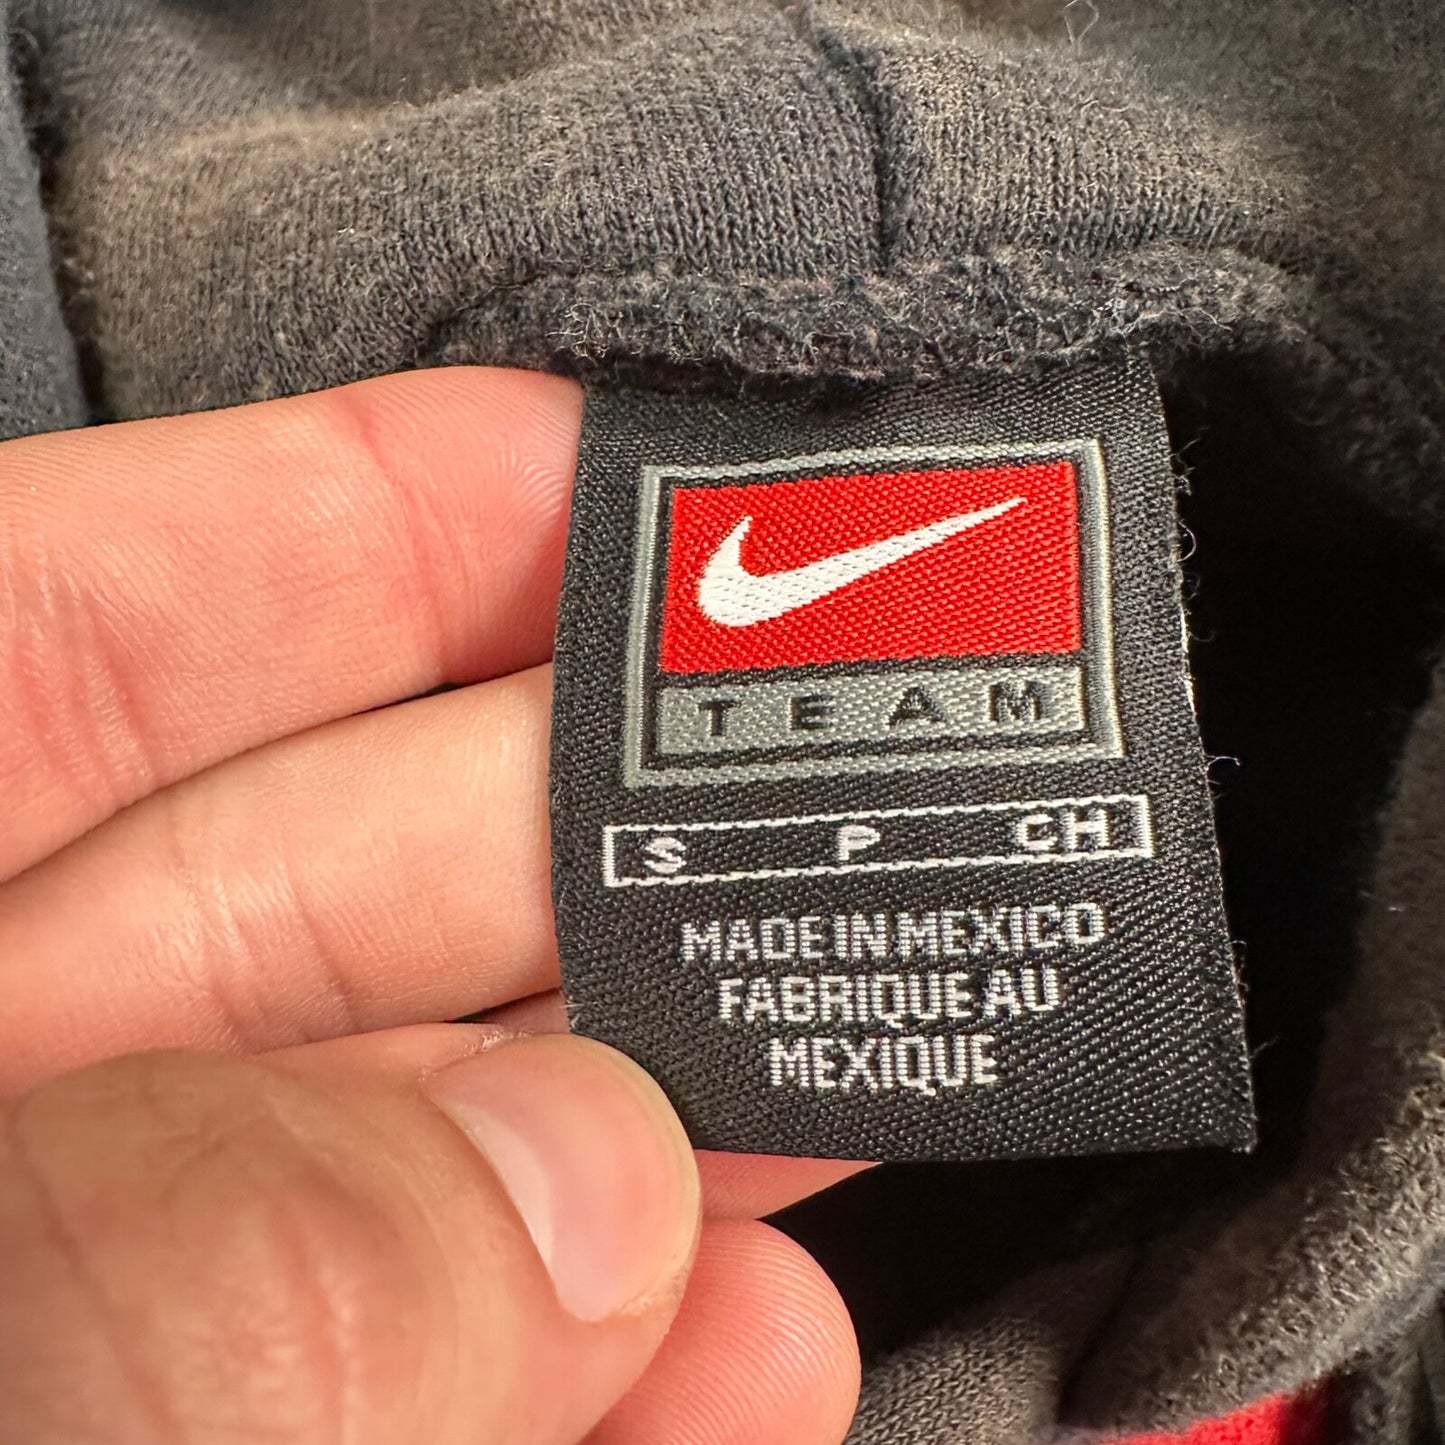 TEAM
S P CH
MADE IN MEXICO
FABRIQUE AU
MEXIQUE